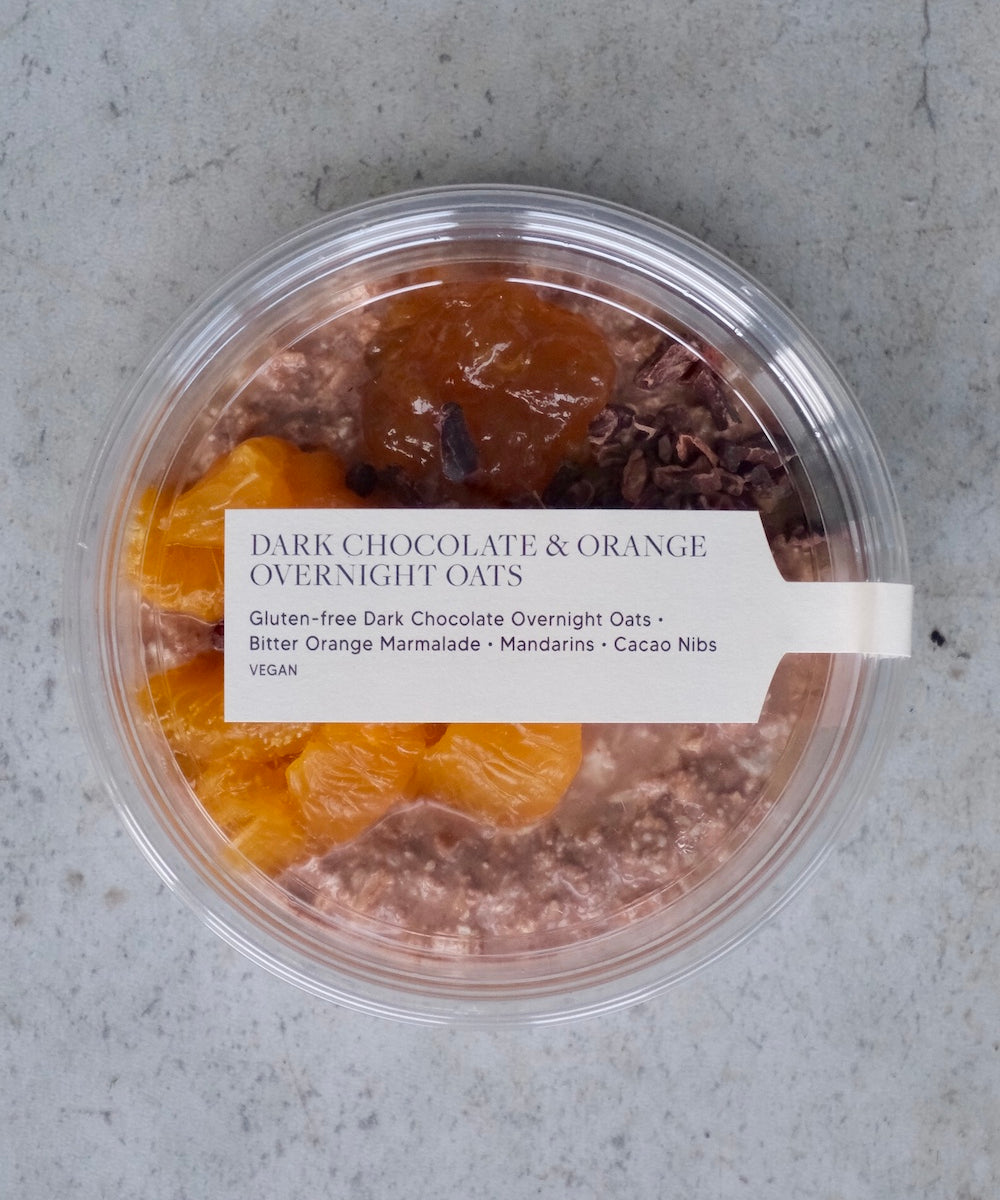 DARK CHOCOLATE & ORANGE
OVERNIGHT OATS
Gluten-free Dark Chocolate Overnight Oats •
Bitter Orange Marmalade • Mandarins • Cacao Nibs
VEGAN